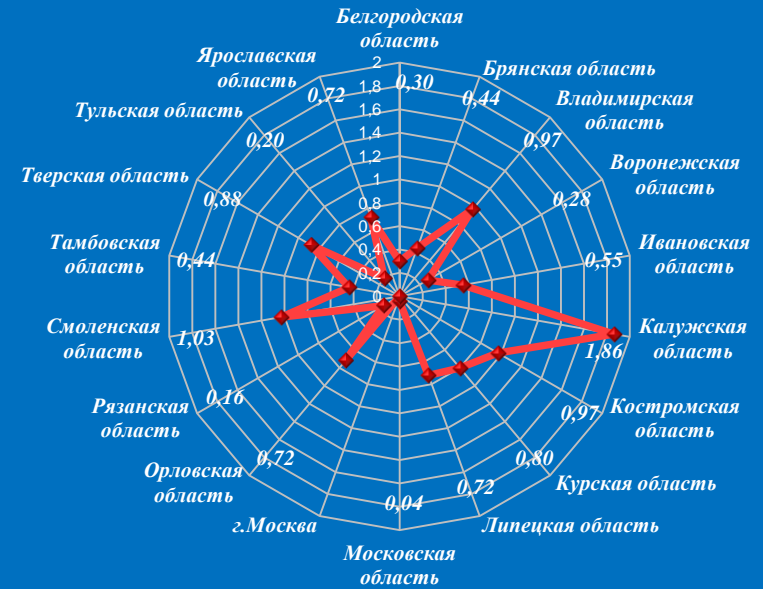 Белгородская
область
0,30
Брянская область
0,44
Владимирская
область
0,97
Воронежская
область
0,28
Ивановская
область
0,55
Калужская
область
1,86
Костромская
область
0,97
Курская область
0,80
Липецкая область
0,72
Московская
область
0,04
г.Москва
Орловская
область
0,72
Рязанская
область
0,16
Смоленская
область
1,03
Тамбовская
область
0,44
Тверская область
0,88
Тульская область
0,20
Ярославская
область
0,72
2
1,8
1,6
1,4
1,2
1
0,8
0,6
0,4
0,2
0